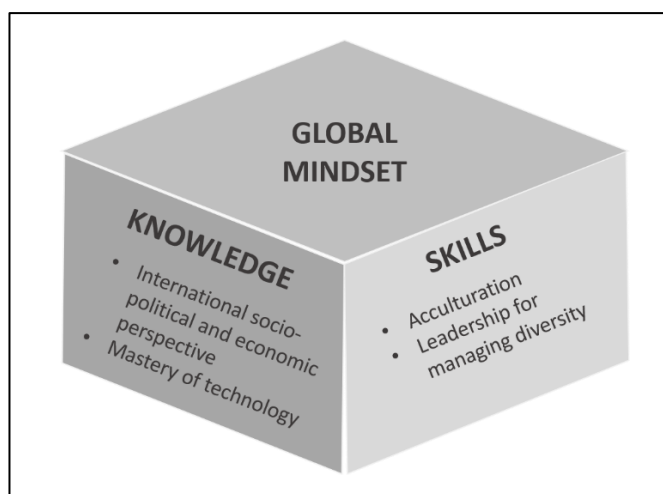 GLOBAL
MINDSET
KNOWLEDGE
• International socio-
political and economic
perspective
• Mastery of technology
SKILLS
• Acculturation
• Leadership for
managing diversity